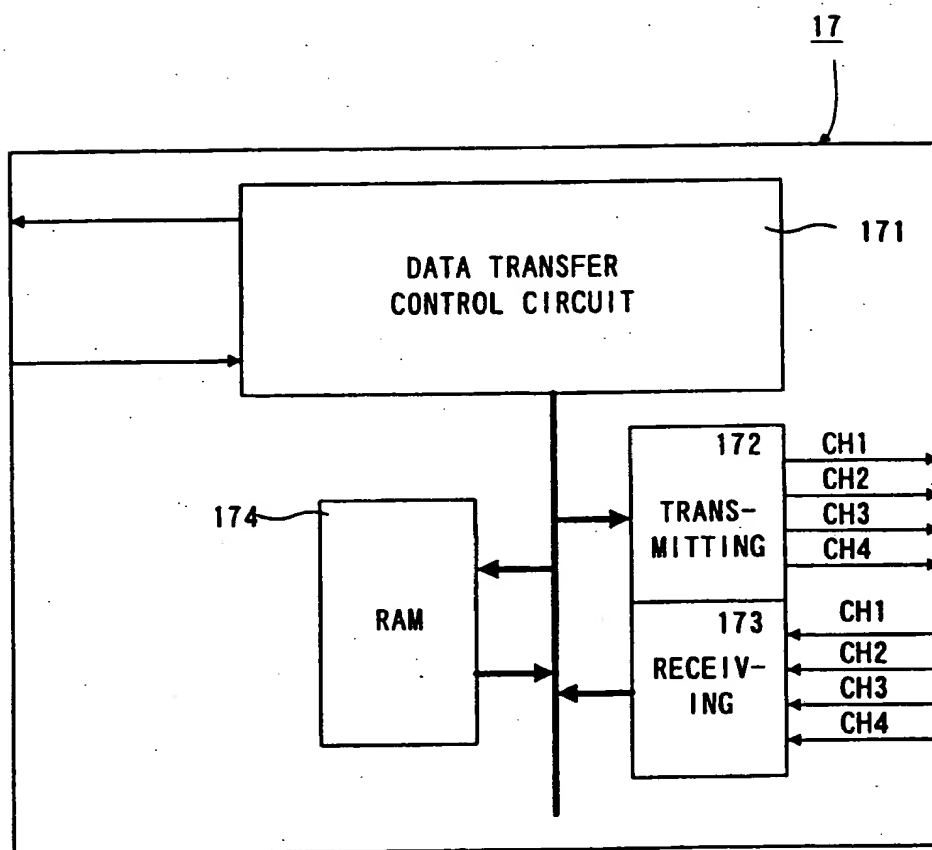 17
171
DATA TRANSFER
CONTROL CIRCUIT
172
TRANS-
MITTING
CH1
CH2
CH3
CH4
174
RAM
173
RECEIV-
ING
CH1
CH2
CH3
CH4